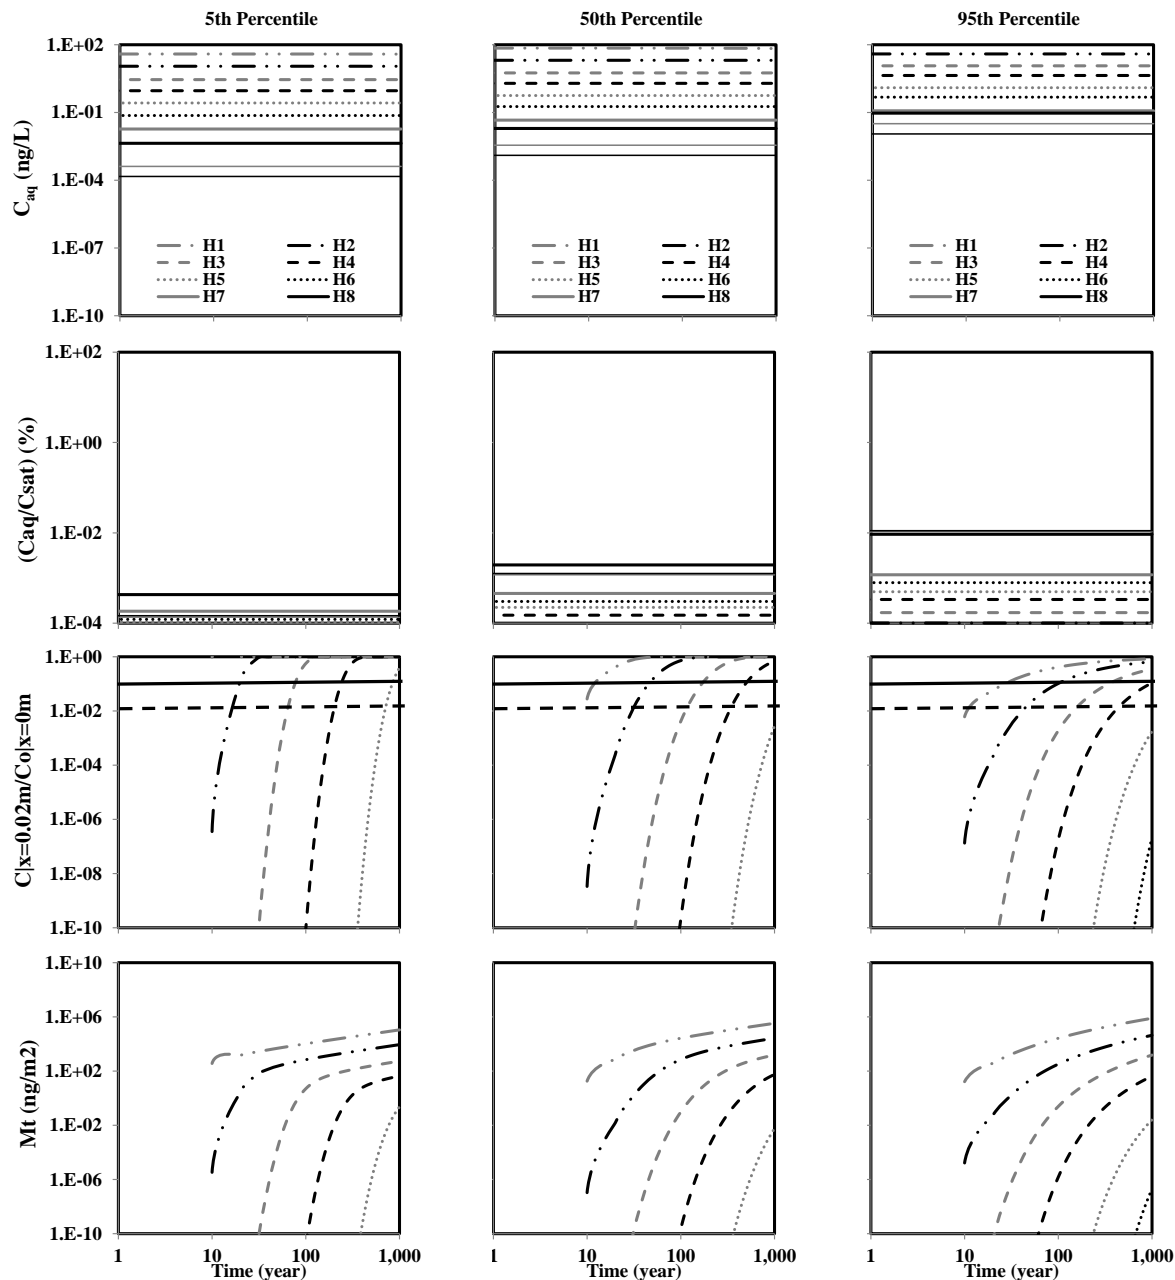 5th Percentile 50th Percentile 95th Percentile
C_aq (ng/L)
1.E+02
1.E-01
1.E-04
1.E-07
1.E-10
H1 H2
H3 H4
H5 H6
H7 H8
H1 H2
H3 H4
H5 H6
H7 H8
H1 H2
H3 H4
H5 H6
H7 H8
(Caq/Csat) (%)
1.E+02
1.E+00
1.E-02
1.E-04
C|x=0.02m/Co|x=0m
1.E+00
1.E-02
1.E-04
1.E-06
1.E-08
1.E-10
Mt (ng/m2)
1.E+10
1.E+06
1.E+02
1.E-02
1.E-06
1.E-10
1 10 100 1,000 1 10 100 1,000 1 10 100 1,000
Time (year) Time (year) Time (year)